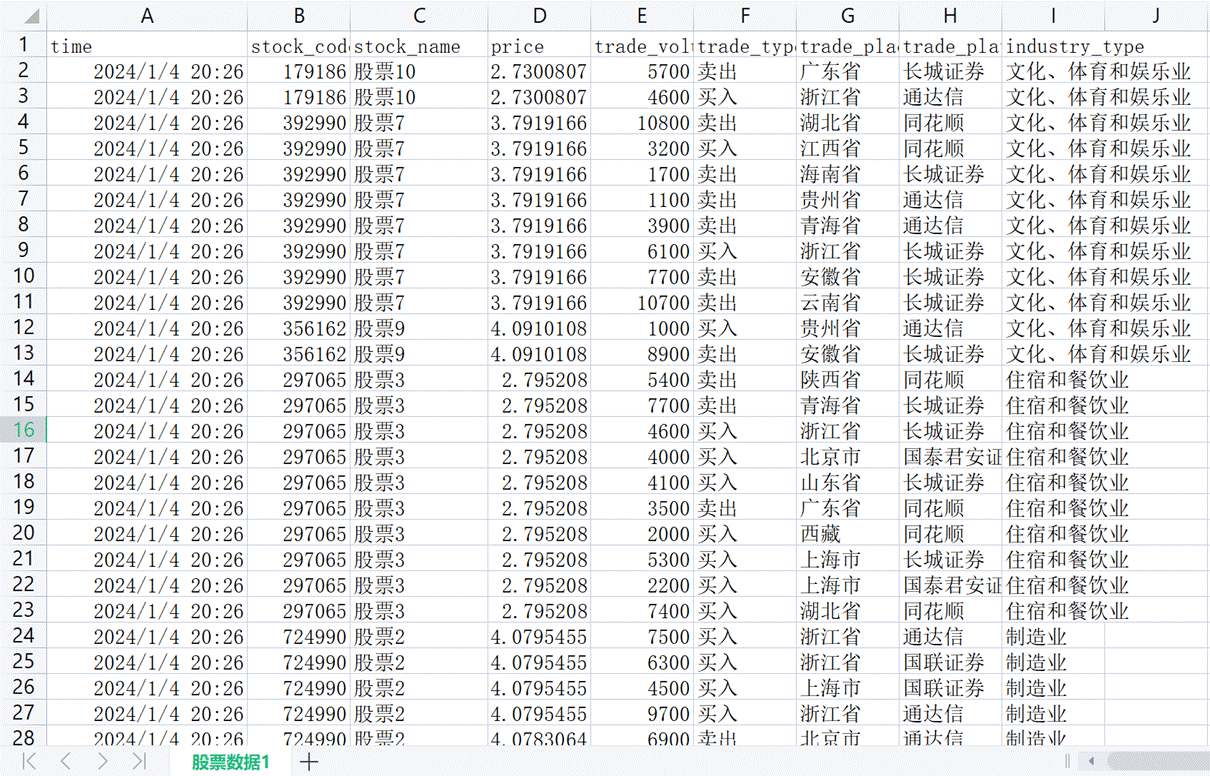 A B C D E F G H I J
1 time stock_code stock_name price trade_volu trade_type trade_plac trade_plat industry_type
2 2024/1/4 20:26 179186 股票10 2.7300807 5700 卖出 广东省 长城证券 文化、体育和娱乐业
3 2024/1/4 20:26 179186 股票10 2.7300807 4600 买入 浙江省 通达信 文化、体育和娱乐业
4 2024/1/4 20:26 392990 股票7 3.7919166 10800 卖出 湖北省 同花顺 文化、体育和娱乐业
5 2024/1/4 20:26 392990 股票7 3.7919166 3200 买入 江西省 同花顺 文化、体育和娱乐业
6 2024/1/4 20:26 392990 股票7 3.7919166 1700 卖出 海南省 长城证券 文化、体育和娱乐业
7 2024/1/4 20:26 392990 股票7 3.7919166 1100 卖出 贵州省 通达信 文化、体育和娱乐业
8 2024/1/4 20:26 392990 股票7 3.7919166 3900 卖出 青海省 通达信 文化、体育和娱乐业
9 2024/1/4 20:26 392990 股票7 3.7919166 6100 买入 浙江省 长城证券 文化、体育和娱乐业
10 2024/1/4 20:26 392990 股票7 3.7919166 7700 卖出 安徽省 长城证券 文化、体育和娱乐业
11 2024/1/4 20:26 392990 股票7 3.7919166 10700 卖出 云南省 长城证券 文化、体育和娱乐业
12 2024/1/4 20:26 356162 股票9 4.0910108 1000 买入 贵州省 通达信 文化、体育和娱乐业
13 2024/1/4 20:26 356162 股票9 4.0910108 8900 卖出 安徽省 长城证券 文化、体育和娱乐业
14 2024/1/4 20:26 297065 股票3 2.795208 5400 卖出 陕西省 同花顺 住宿和餐饮业
15 2024/1/4 20:26 297065 股票3 2.795208 7700 卖出 青海省 长城证券 住宿和餐饮业
16 2024/1/4 20:26 297065 股票3 2.795208 4600 买入 浙江省 长城证券 住宿和餐饮业
17 2024/1/4 20:26 297065 股票3 2.795208 4000 买入 北京市 国泰君安证 住宿和餐饮业
18 2024/1/4 20:26 297065 股票3 2.795208 4100 买入 山东省 长城证券 住宿和餐饮业
19 2024/1/4 20:26 297065 股票3 2.795208 3500 卖出 广东省 同花顺 住宿和餐饮业
20 2024/1/4 20:26 297065 股票3 2.795208 2000 买入 西藏 同花顺 住宿和餐饮业
21 2024/1/4 20:26 297065 股票3 2.795208 5300 买入 上海市 长城证券 住宿和餐饮业
22 2024/1/4 20:26 297065 股票3 2.795208 2200 买入 上海市 国泰君安证 住宿和餐饮业
23 2024/1/4 20:26 297065 股票3 2.795208 7400 买入 湖北省 同花顺 住宿和餐饮业
24 2024/1/4 20:26 724990 股票2 4.0795455 7500 买入 浙江省 通达信 制造业
25 2024/1/4 20:26 724990 股票2 4.0795455 6300 买入 浙江省 国联证券 制造业
26 2024/1/4 20:26 724990 股票2 4.0795455 4500 买入 上海市 国联证券 制造业
27 2024/1/4 20:26 724990 股票2 4.0795455 9700 买入 浙江省 通达信 制造业
28 2024/1/4 20:26 724990 股票2 4.0783064 6900 卖出 北京市 通达信 制造业
股票数据1